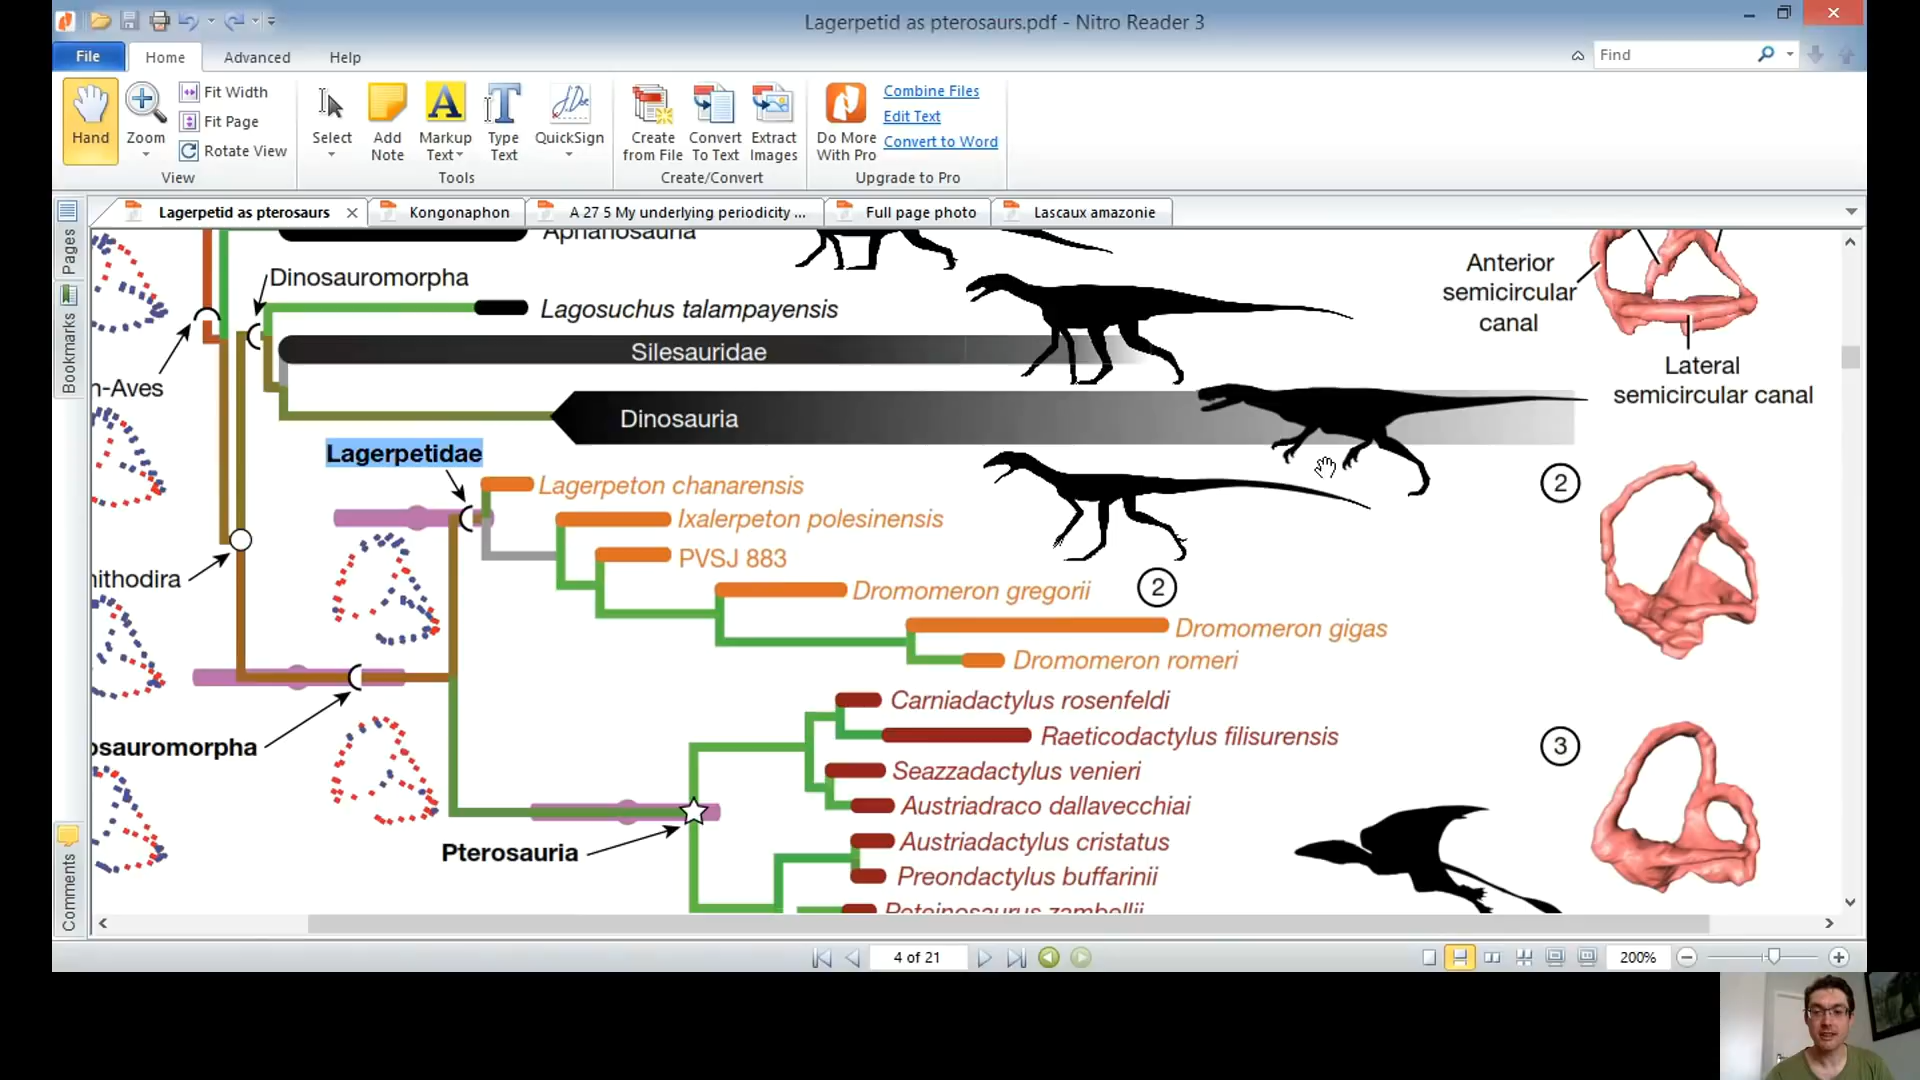 Lagerpetid as pterosaurs.pdf - Nitro Reader 3
File
Home
Advanced
Help
Find
Hand
Zoom
Fit Width
Fit Page
Rotate View
View
Select
Add Note
Markup Text
Type Text
QuickSign
Tools
Create from File
Convert To Text
Extract Images
Create/Convert
Do More With Pro
Combine Files
Edit Text
Convert to Word
Upgrade to Pro
Lagerpetid as pterosaurs
Kongonaphon
A 27 5 My underlying periodicity ...
Full page photo
Lascaux amazonie
Pages
Bookmarks
Comments
Aphanosauria
Dinosauromorpha
Lagosuchus talampayensis
Silesauridae
Dinosauria
n-Aves
Lagerpetidae
Lagerpeton chanarensis
Ixalerpeton polesinensis
PVSJ 883
Dromomeron gregorii
2
Dromomeron gigas
Dromomeron romeri
nithodira
osauromorpha
Carniadactylus rosenfeldi
Raeticodactylus filisurensis
Seazzadactylus venieri
Austriadraco dallavecchiai
Austriadactylus cristatus
Preondactylus buffarinii
Peteinosaurus zambellii
Pterosauria
Anterior
semicircular
canal
Lateral
semicircular canal
2
3
4 of 21
200%